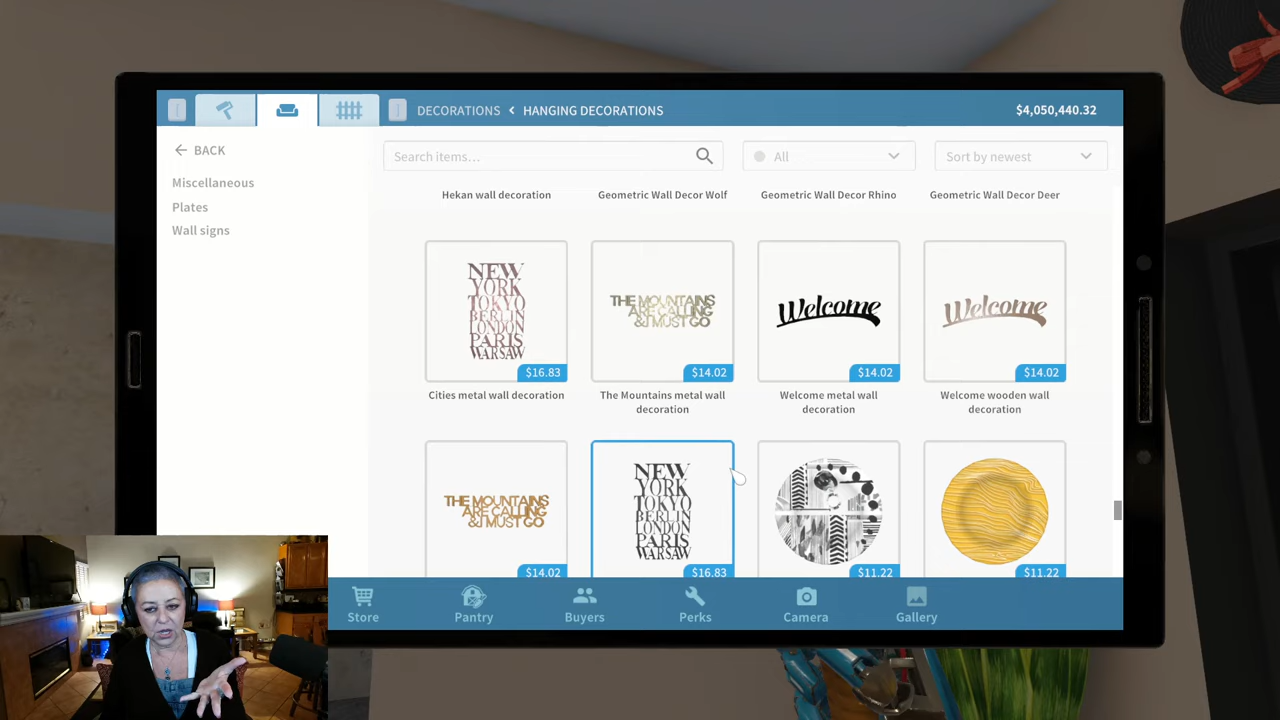 DECORATIONS < HANGING DECORATIONS
$4,050,440.32
BACK
Search items...
All
Sort by newest
Miscellaneous
Plates
Wall signs
Hekan wall decoration
Geometric Wall Decor Wolf
Geometric Wall Decor Rhino
Geometric Wall Decor Deer
NEW
YORK
TOKYO
BERLIN
LONDON
PARIS
WARSAW
$16.83
THE MOUNTAINS
ARE CALLING
& I MUST GO
$14.02
Welcome
$14.02
Welcome
$14.02
Cities metal wall decoration
The Mountains metal wall
decoration
Welcome metal wall
decoration
Welcome wooden wall
decoration
THE MOUNTAINS
ARE CALLING
& I MUST GO
$14.02
NEW
YORK
TOKYO
BERLIN
LONDON
PARIS
WARSAW
$16.83
$11.22
$11.22
Store
Pantry
Buyers
Perks
Camera
Gallery